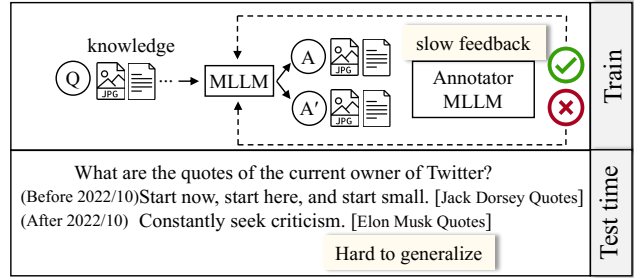 knowledge
Q
JPG
...
MLLM
A
JPG
A′
JPG
slow feedback
Annotator
MLLM
Train
What are the quotes of the current owner of Twitter?
(Before 2022/10) Start now, start here, and start small. [Jack Dorsey Quotes]
(After 2022/10) Constantly seek criticism. [Elon Musk Quotes]
Hard to generalize
Test time